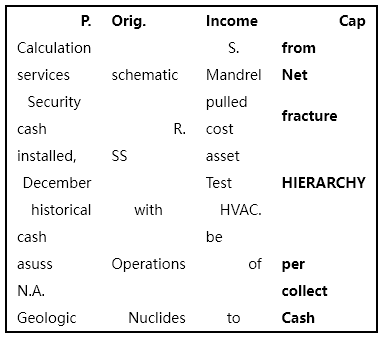 P. Orig. Income Cap
Calculation S. from
services schematic Mandrel Net
Security pulled
fracture
cash R. cost
installed, SS asset
December Test HIERARCHY
historical with HVAC.
cash be
asuss Operations of per
N.A. collect
Geologic Nuclides to Cash